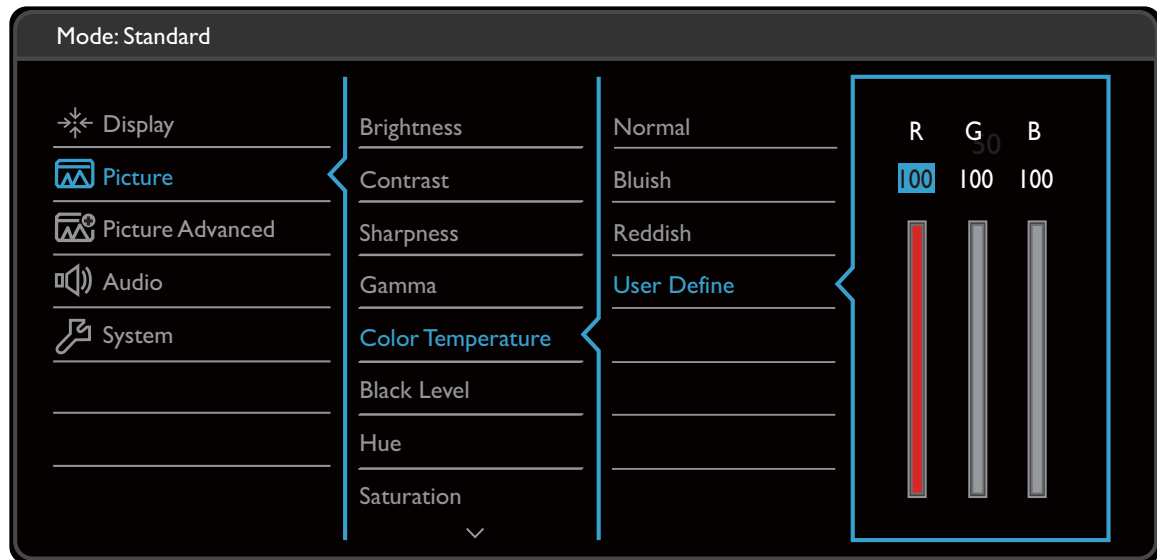 Mode: Standard
Display
Picture
Picture Advanced
Audio
System
Brightness
Contrast
Sharpness
Gamma
Color Temperature
Black Level
Hue
Saturation
Normal
Bluish
Reddish
User Define
R G B
50
100 100 100